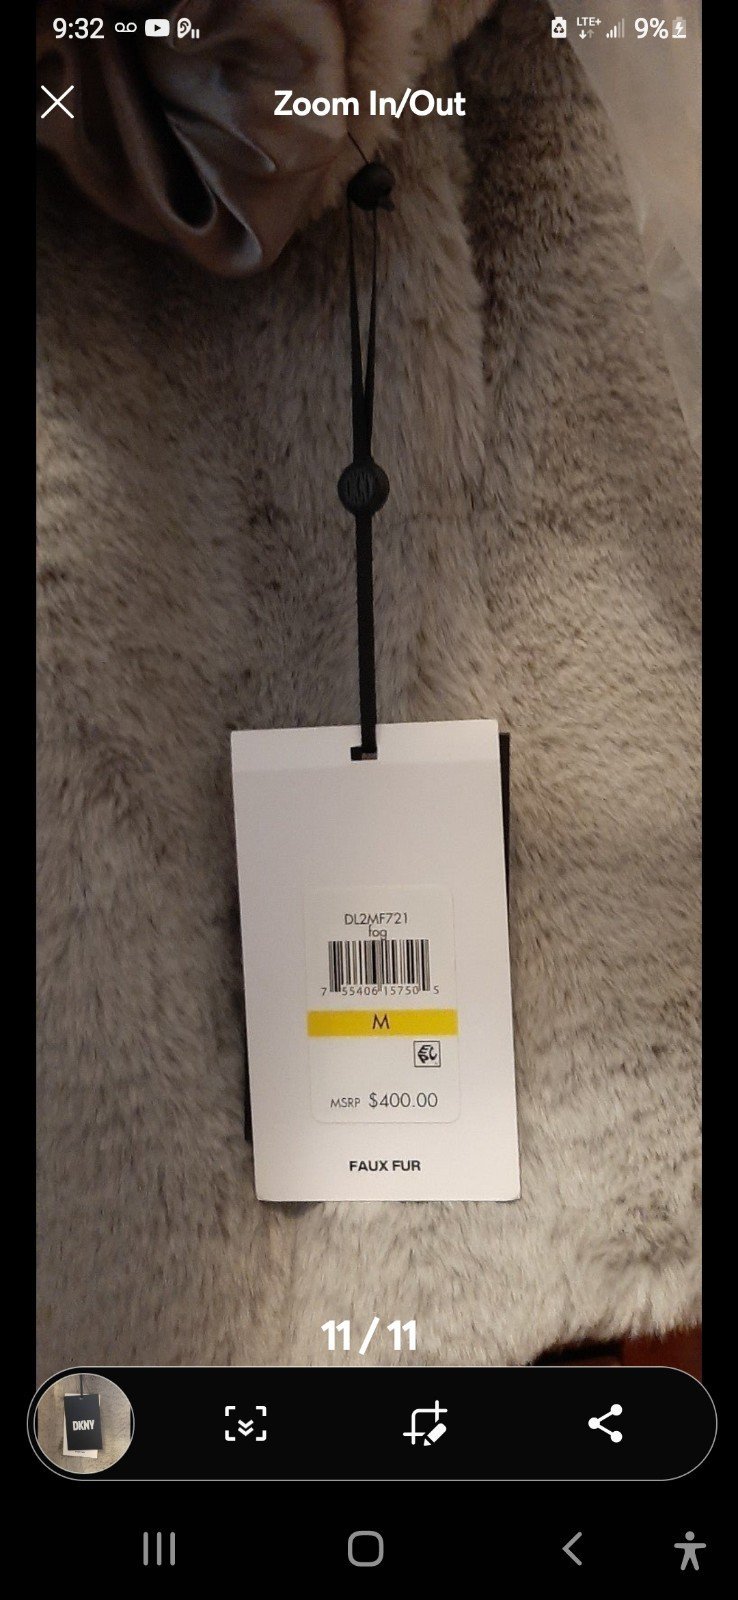 9:32
LTE+
9%
Zoom In/Out
DKNY
DL2MF721
fog
7 55406 15750 5
M
MSRP $400.00
FAUX FUR
11/11
DKNY